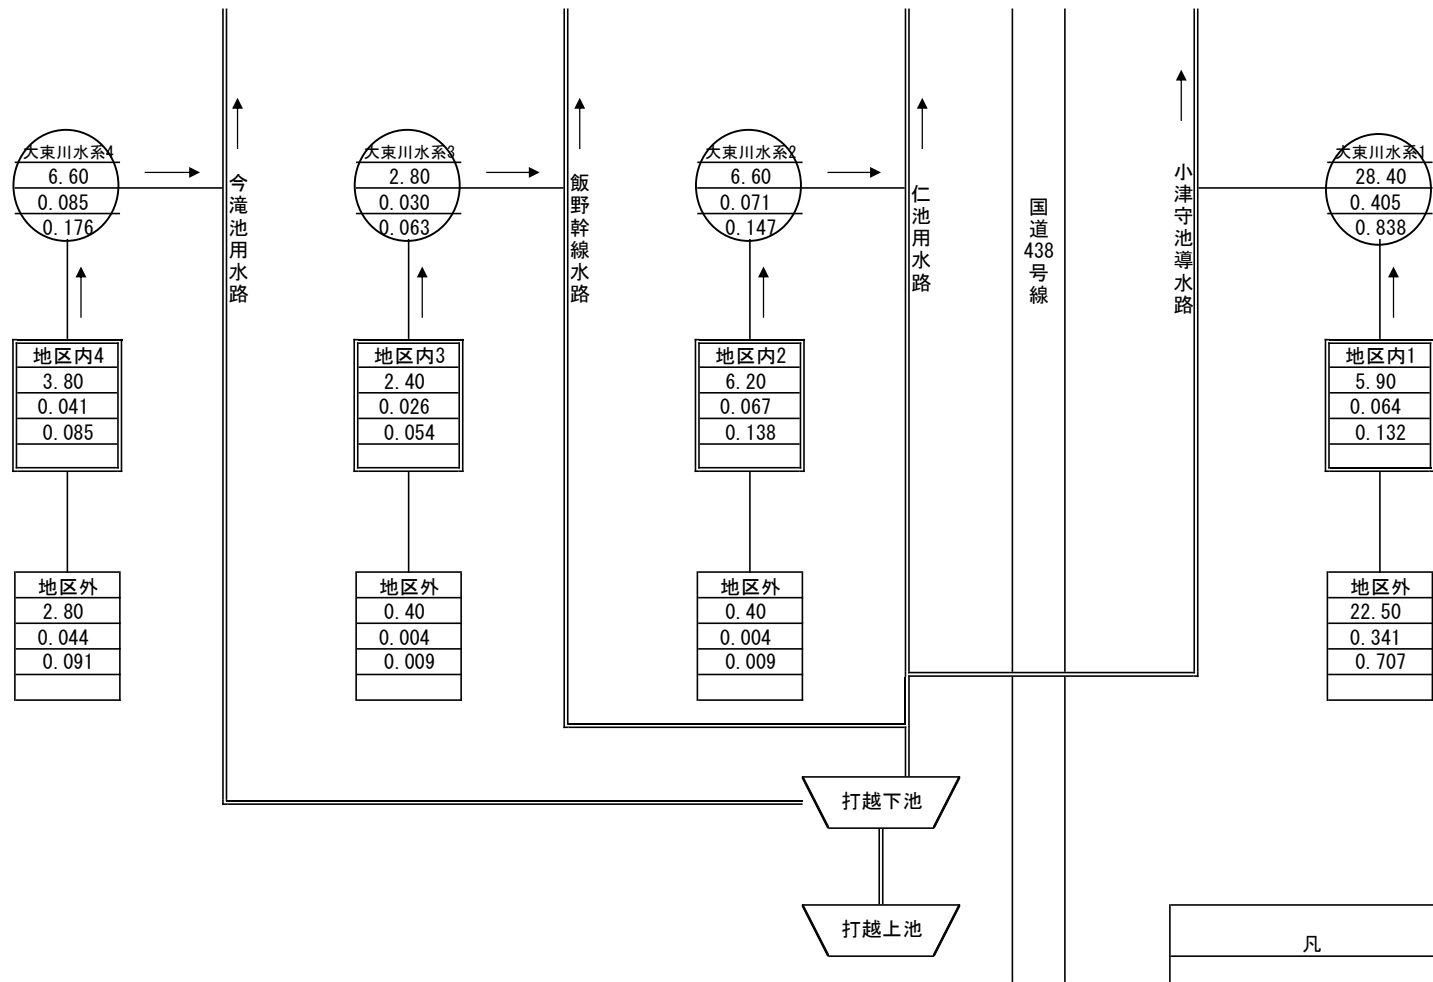 大東川水系4
6.60
0.085
0.176
今滝池用水路
大東川水系3
2.80
0.030
0.063
飯野幹線水路
大東川水系2
6.60
0.071
0.147
仁池用水路
国道438号線
小津守池導水路
大東川水系1
28.40
0.405
0.838
地区内4
3.80
0.041
0.085
地区内3
2.40
0.026
0.054
地区内2
6.20
0.067
0.138
地区内1
5.90
0.064
0.132
地区外
2.80
0.044
0.091
地区外
0.40
0.004
0.009
地区外
0.40
0.004
0.009
地区外
22.50
0.341
0.707
打越下池
打越上池
凡